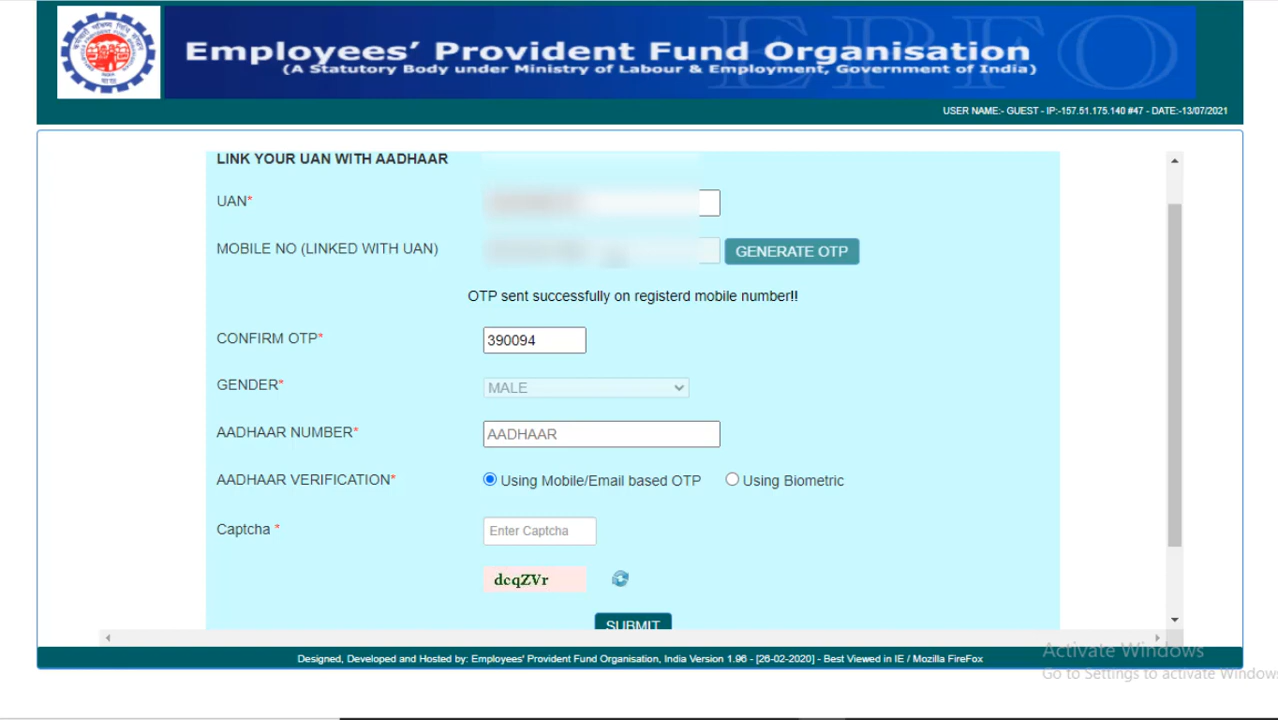 Employees' Provident Fund Organisation
(A Statutory Body under Ministry of Labour & Employment, Government of India)
EPFO
USER NAME:- GUEST - IP:-157.51.175.140 #47 - DATE:-13/07/2021
LINK YOUR UAN WITH AADHAAR
UAN*
MOBILE NO (LINKED WITH UAN) GENERATE OTP
OTP sent successfully on registerd mobile number!!
CONFIRM OTP* 390094
GENDER* MALE
AADHAAR NUMBER* AADHAAR
AADHAAR VERIFICATION* Using Mobile/Email based OTP Using Biometric
Captcha * Enter Captcha
dcqZVr
SUBMIT
Designed, Developed and Hosted by: Employees' Provident Fund Organisation, India Version 1.96 - [26-02-2020] - Best Viewed in IE / Mozilla FireFox
Activate Windows
Go to Settings to activate Window